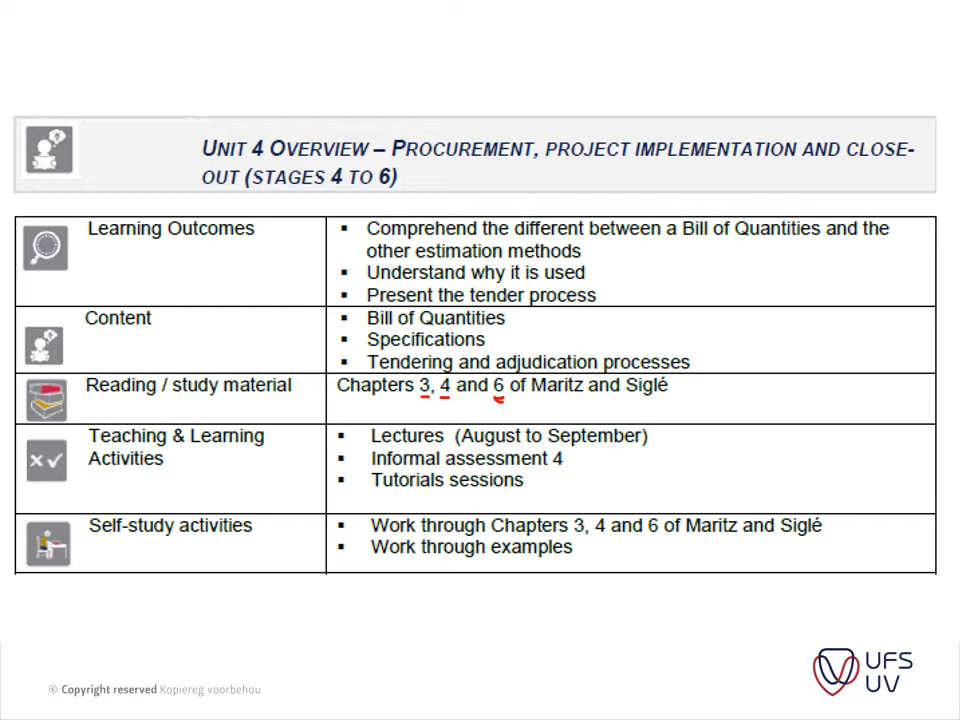 UNIT 4 OVERVIEW – PROCUREMENT, PROJECT IMPLEMENTATION AND CLOSE-
OUT (STAGES 4 TO 6)
Learning Outcomes
▪ Comprehend the different between a Bill of Quantities and the
other estimation methods
▪ Understand why it is used
▪ Present the tender process
Content
▪ Bill of Quantities
▪ Specifications
▪ Tendering and adjudication processes
Reading / study material
Chapters 3, 4 and 6 of Maritz and Siglé
Teaching & Learning
Activities
▪ Lectures (August to September)
▪ Informal assessment 4
▪ Tutorials sessions
Self-study activities
▪ Work through Chapters 3, 4 and 6 of Maritz and Siglé
▪ Work through examples
© Copyright reserved Kopiereg voorbehou
UFS
UV